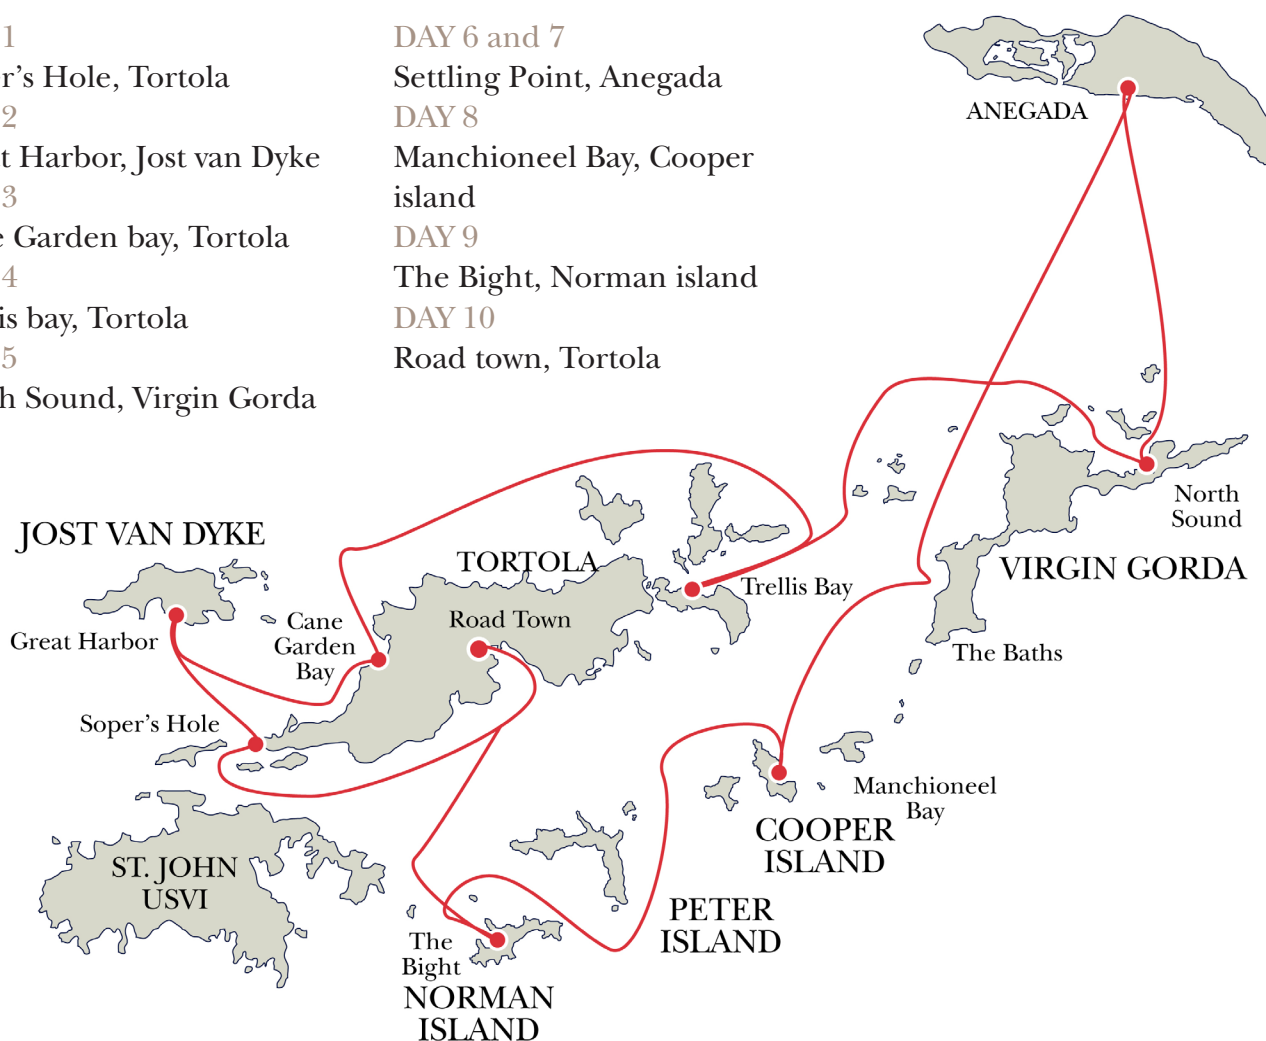 1
r’s Hole, Tortola
2
t Harbor, Jost van Dyke
3
e Garden bay, Tortola
4
is bay, Tortola
5
h Sound, Virgin Gorda
DAY 6 and 7
Settling Point, Anegada
DAY 8
Manchioneel Bay, Cooper
island
DAY 9
The Bight, Norman island
DAY 10
Road town, Tortola
ANEGADA
North
Sound
VIRGIN GORDA
The Baths
JOST VAN DYKE
Great Harbor
TORTOLA
Trellis Bay
Road Town
Cane
Garden
Bay
Soper’s Hole
ST. JOHN
USVI
Manchioneel
Bay
COOPER
ISLAND
PETER
ISLAND
The
Bight
NORMAN
ISLAND